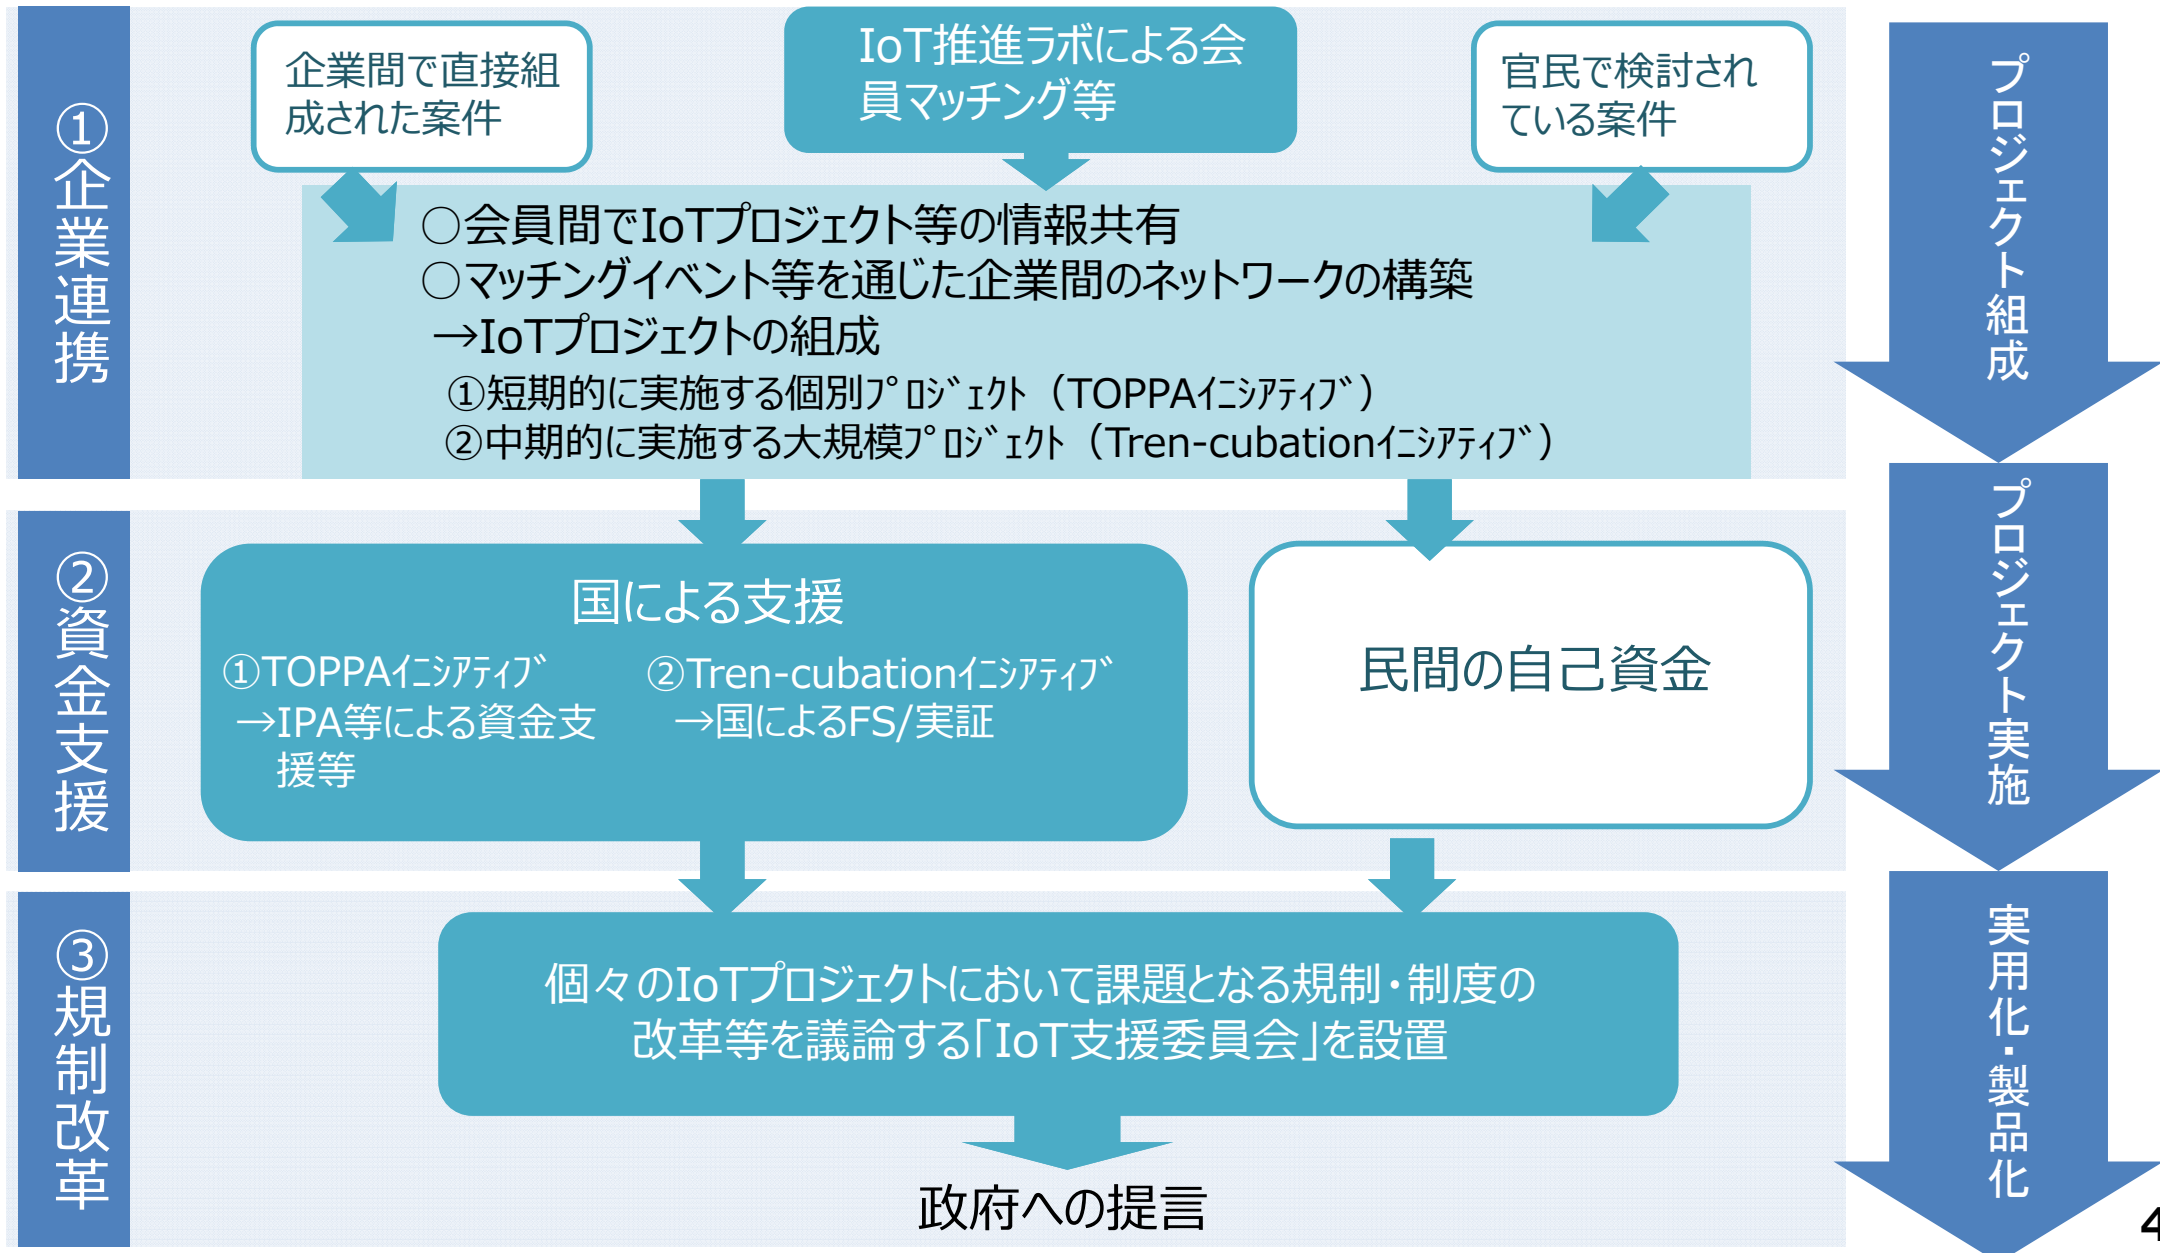 ①企業連携
企業間で直接組
成された案件
IoT推進ラボによる会
員マッチング等
官民で検討され
ている案件
○会員間でIoTプロジェクト等の情報共有
○マッチングイベント等を通じた企業間のネットワークの構築
→IoTプロジェクトの組成
①短期的に実施する個別ﾌﾟﾛｼﾞｪｸﾄ（TOPPAｲﾆｼｱﾃｨﾌﾞ）
②中期的に実施する大規模ﾌﾟﾛｼﾞｪｸﾄ（Tren-cubationｲﾆｼｱﾃｨﾌﾞ）
プロジェクト組成
②資金支援
国による支援
①TOPPAｲﾆｼｱﾃｨﾌﾞ
→IPA等による資金支
援等
②Tren-cubationｲﾆｼｱﾃｨﾌﾞ
→国によるFS/実証
民間の自己資金
プロジェクト実施
③規制改革
個々のIoTプロジェクトにおいて課題となる規制・制度の
改革等を議論する「IoT支援委員会」を設置
政府への提言
実用化・製品化
4